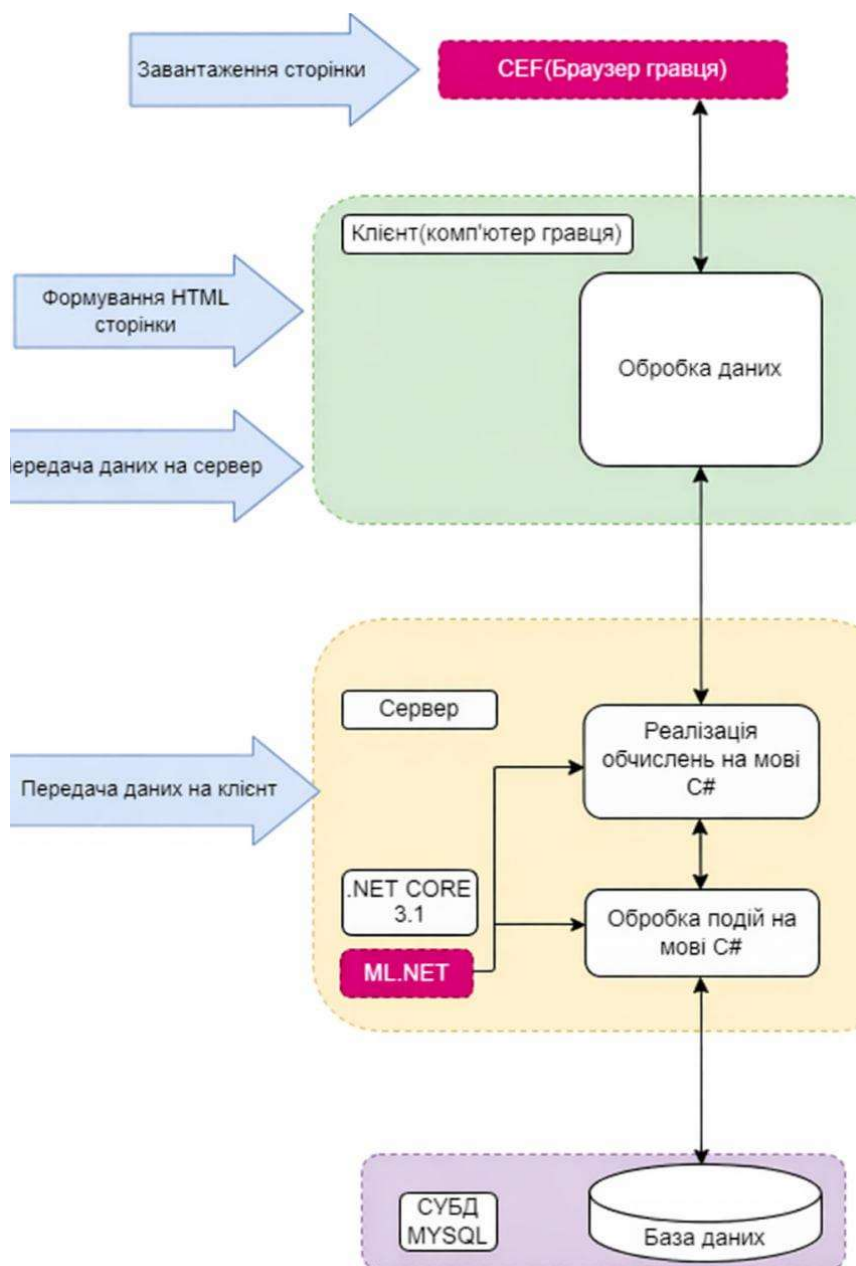 Завантаження сторінки
CEF(Браузер гравця)
Клієнт(комп'ютер гравця)
Формування HTML
сторінки
Обробка даних
ередача даних на сервер
Сервер
Реалізація
обчислень на мові
C#
Передача даних на клієнт
.NET CORE
3.1
Обробка подій на
мові C#
ML.NET
СУБД
MYSQL
База даних